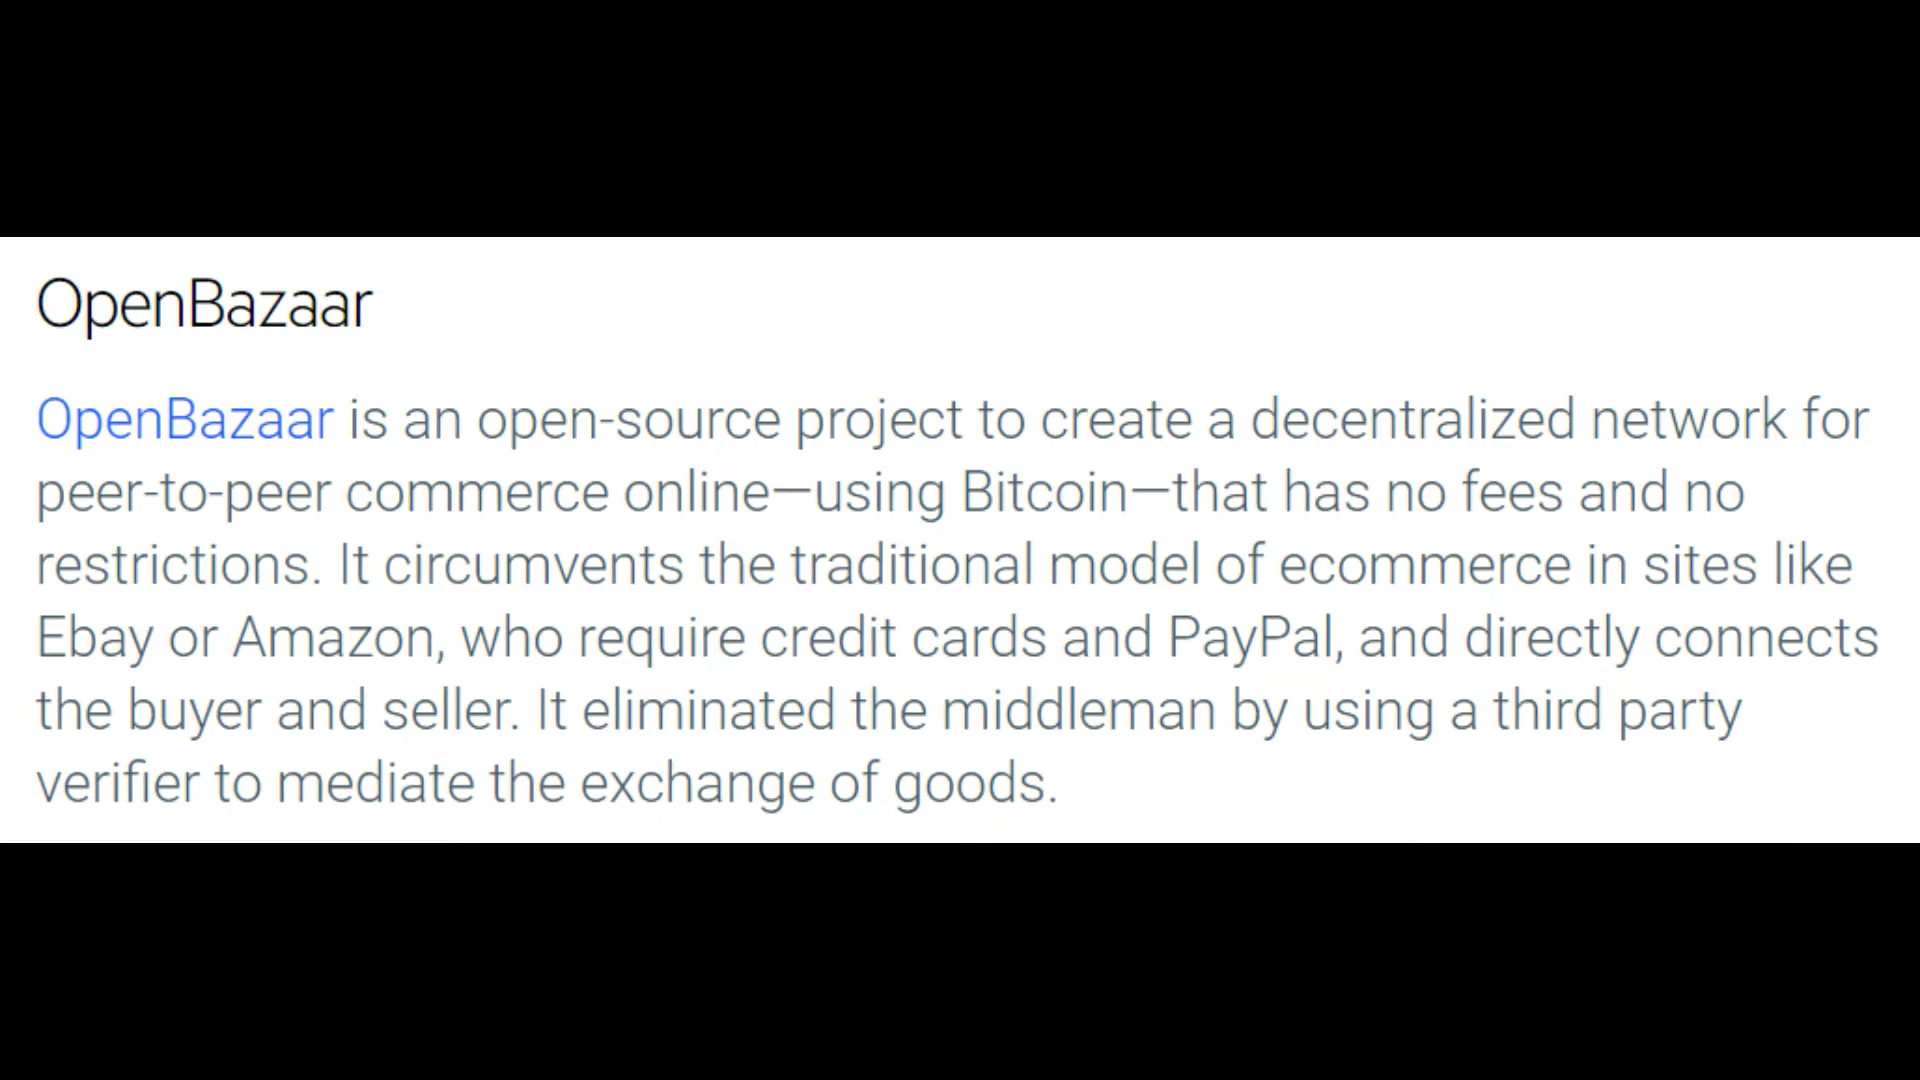 OpenBazaar
OpenBazaar is an open-source project to create a decentralized network for
peer-to-peer commerce online—using Bitcoin—that has no fees and no
restrictions. It circumvents the traditional model of ecommerce in sites like
Ebay or Amazon, who require credit cards and PayPal, and directly connects
the buyer and seller. It eliminated the middleman by using a third party
verifier to mediate the exchange of goods.